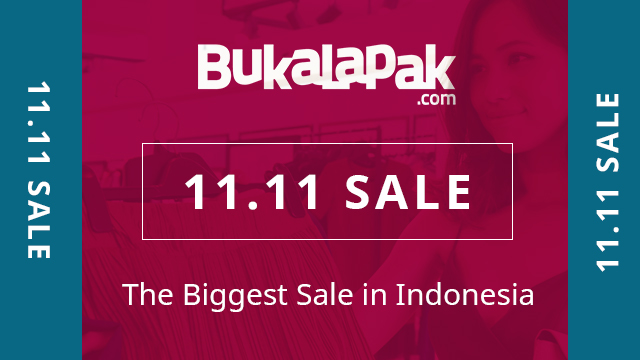 11.11 SALE
BukaLapak
.com
11.11 SALE
The Biggest Sale in Indonesia
11.11 SALE